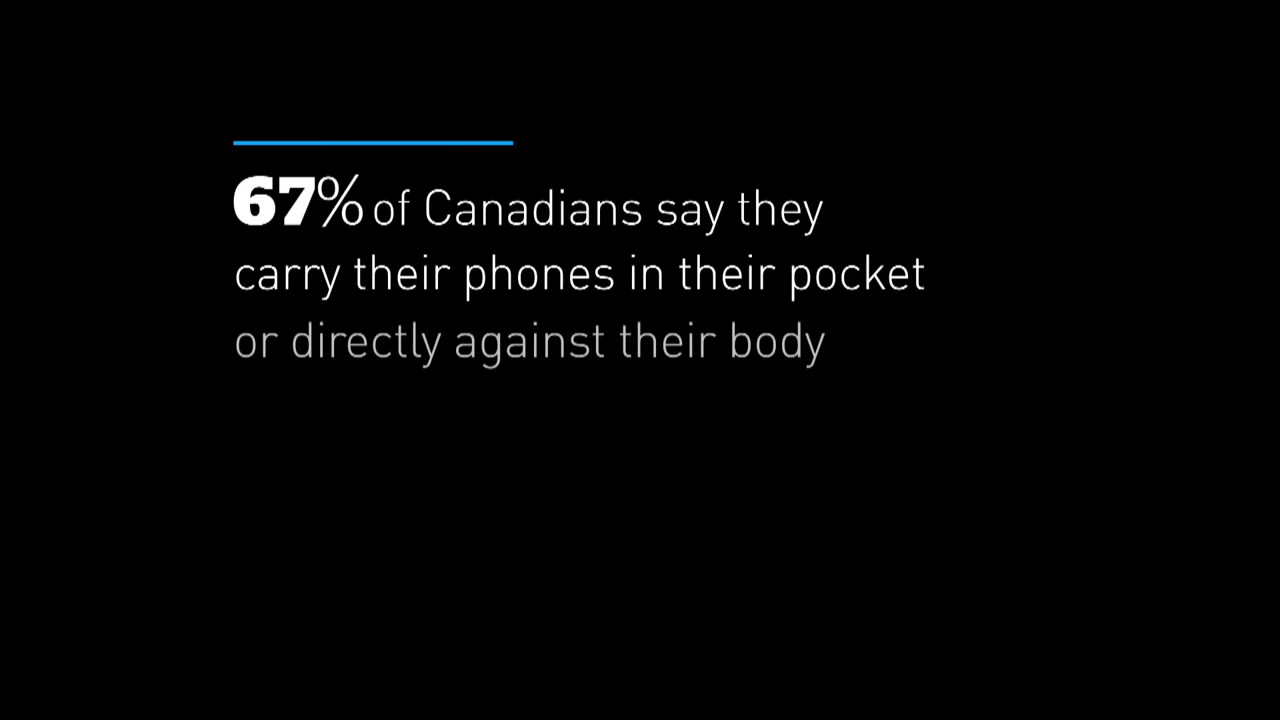 67% of Canadians say they
carry their phones in their pocket
or directly against their body